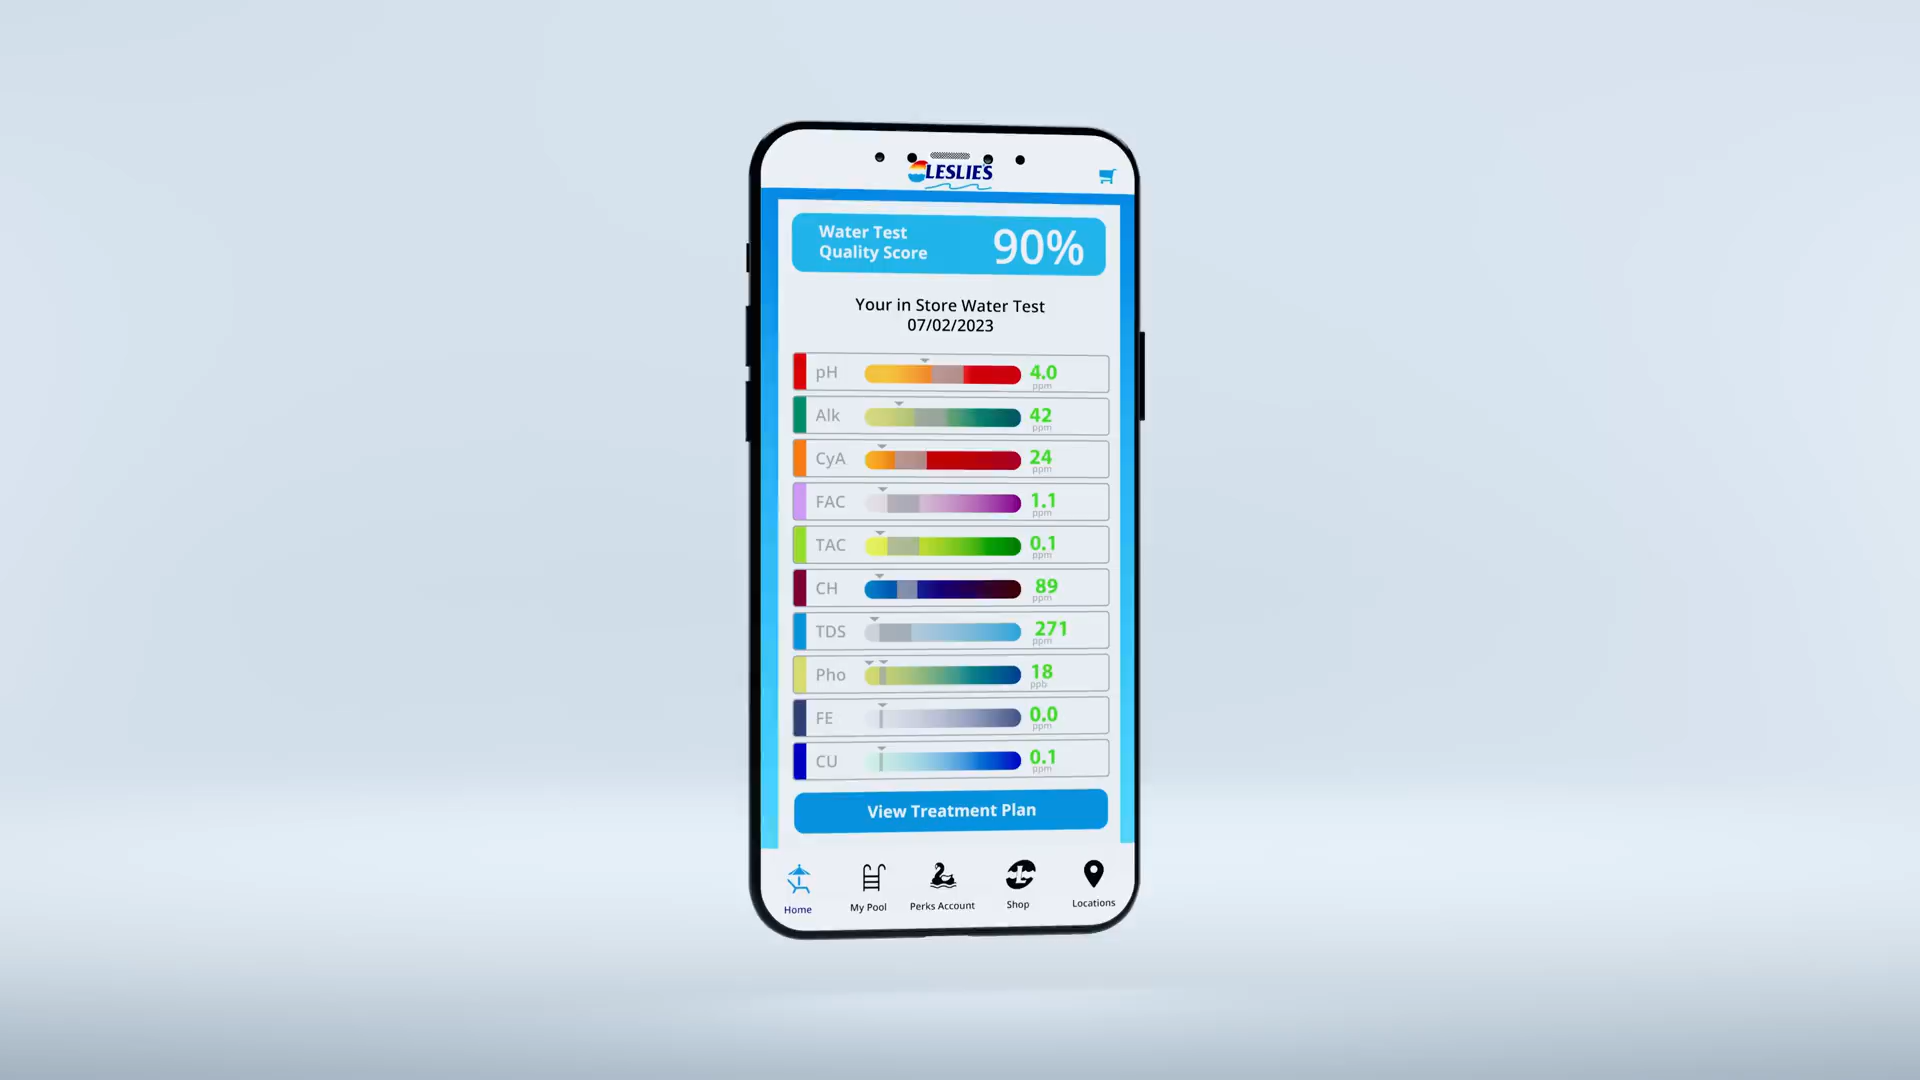 LESLIE'S
Water Test
Quality Score
90%
Your in Store Water Test
07/02/2023
pH
4.0
ppm
Alk
42
ppm
CyA
24
ppm
FAC
1.1
ppm
TAC
0.1
ppm
CH
89
ppm
TDS
271
ppm
Pho
18
ppb
FE
0.0
ppm
CU
0.1
ppm
View Treatment Plan
Home
My Pool
Perks Account
Shop
Locations